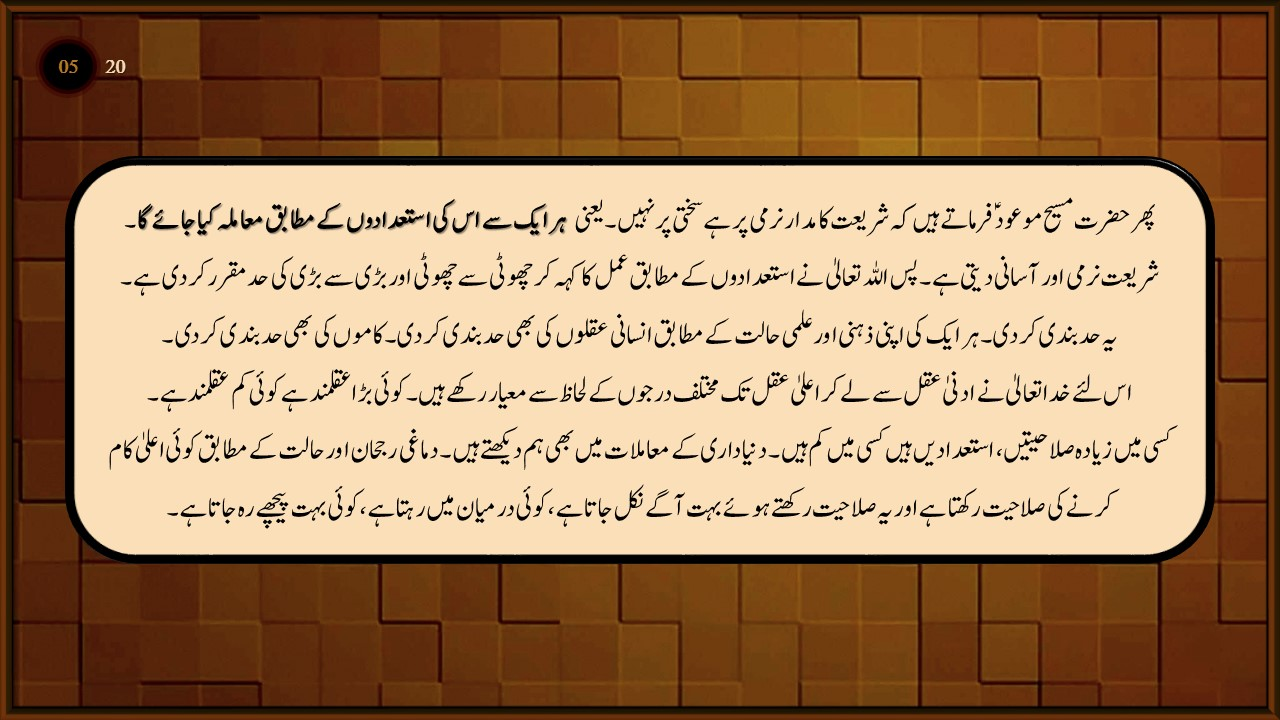 05 20
پھر حضرت مسیح موعودؑ فرماتے ہیں کہ شریعت کا مدار نرمی پر ہے سختی پر نہیں۔ یعنی ہر ایک سے اس کی استعدادوں کے مطابق معاملہ کیا جائے گا۔
شریعت نرمی اور آسانی دیتی ہے۔ پس اللہ تعالیٰ نے استعدادوں کے مطابق عمل کا کہہ کر چھوٹی سے چھوٹی اور بڑی سے بڑی کی حد مقرر کر دی ہے۔
یہ حد بندی کر دی۔ ہر ایک کی اپنی ذہنی اور علمی حالت کے مطابق انسانی عقلوں کی بھی حد بندی کر دی۔ کاموں کی بھی حد بندی کر دی۔
اس لئے خدا تعالیٰ نے ادنیٰ عقل سے لے کر اعلیٰ عقل تک مختلف درجوں کے لحاظ سے معیار رکھے ہیں۔ کوئی بڑا عقلمند ہے کوئی کم عقلمند ہے۔
کسی میں زیادہ صلاحیتیں، استعدادیں ہیں کسی میں کم ہیں۔ دنیا داری کے معاملات میں بھی ہم دیکھتے ہیں۔ دماغی رجحان اور حالت کے مطابق کوئی اعلیٰ کام
کرنے کی صلاحیت رکھتا ہے اور یہ صلاحیت رکھتے ہوئے بہت آگے نکل جاتا ہے، کوئی درمیان میں رہتا ہے، کوئی بہت پیچھے رہ جاتا ہے۔